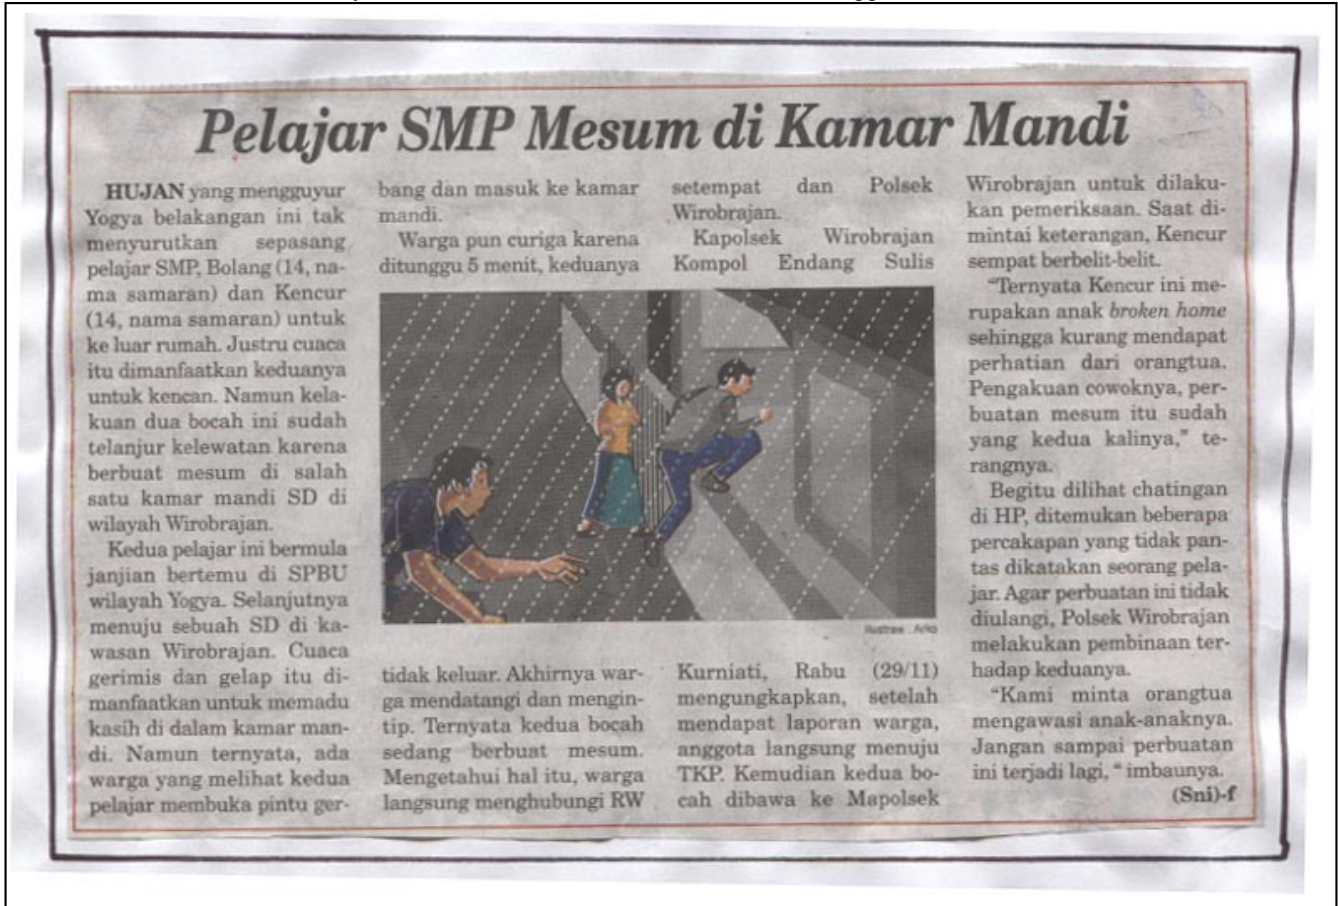 Pelajar SMP Mesum di Kamar Mandi
HUJAN yang mengguyur
Yogya belakangan ini tak
menyurutkan sepasang
pelajar SMP, Bolang (14, na-
ma samaran) dan Kencur
(14, nama samaran) untuk
ke luar rumah. Justru cuaca
itu dimanfaatkan keduanya
untuk kencan. Namun kela-
kuan dua bocah ini sudah
telanjur kelewatan karena
berbuat mesum di salah
satu kamar mandi SD di
wilayah Wirobrajan.
Kedua pelajar ini bermula
janjian bertemu di SPBU
wilayah Yogya. Selanjutnya
menuju sebuah SD di ka-
wasan Wirobrajan. Cuaca
gerimis dan gelap itu di-
manfaatkan untuk memadu
kasih di dalam kamar man-
di. Namun ternyata, ada
warga yang melihat kedua
pelajar membuka pintu ger-
bang dan masuk ke kamar
mandi.
Warga pun curiga karena
ditunggu 5 menit, keduanya
tidak keluar. Akhirnya war-
ga mendatangi dan mengin-
tip. Ternyata kedua bocah
sedang berbuat mesum.
Mengetahui hal itu, warga
langsung menghubungi RW
setempat dan Polsek
Wirobrajan.
Kapolsek Wirobrajan
Kompol Endang Sulis
Ilustrasi : Arko
Kurniati, Rabu (29/11)
mengungkapkan, setelah
mendapat laporan warga,
anggota langsung menuju
TKP. Kemudian kedua bo-
cah dibawa ke Mapolsek
Wirobrajan untuk dilaku-
kan pemeriksaan. Saat di-
mintai keterangan, Kencur
sempat berbelit-belit.
"Ternyata Kencur ini me-
rupakan anak broken home
sehingga kurang mendapat
perhatian dari orangtua.
Pengakuan cowoknya, per-
buatan mesum itu sudah
yang kedua kalinya," te-
rangnya.
Begitu dilihat chatingan
di HP, ditemukan beberapa
percakapan yang tidak pan-
tas dikatakan seorang pela-
jar. Agar perbuatan ini tidak
diulangi, Polsek Wirobrajan
melakukan pembinaan ter-
hadap keduanya.
"Kami minta orangtua
mengawasi anak-anaknya.
Jangan sampai perbuatan
ini terjadi lagi, " imbaunya.
(Sni)-f